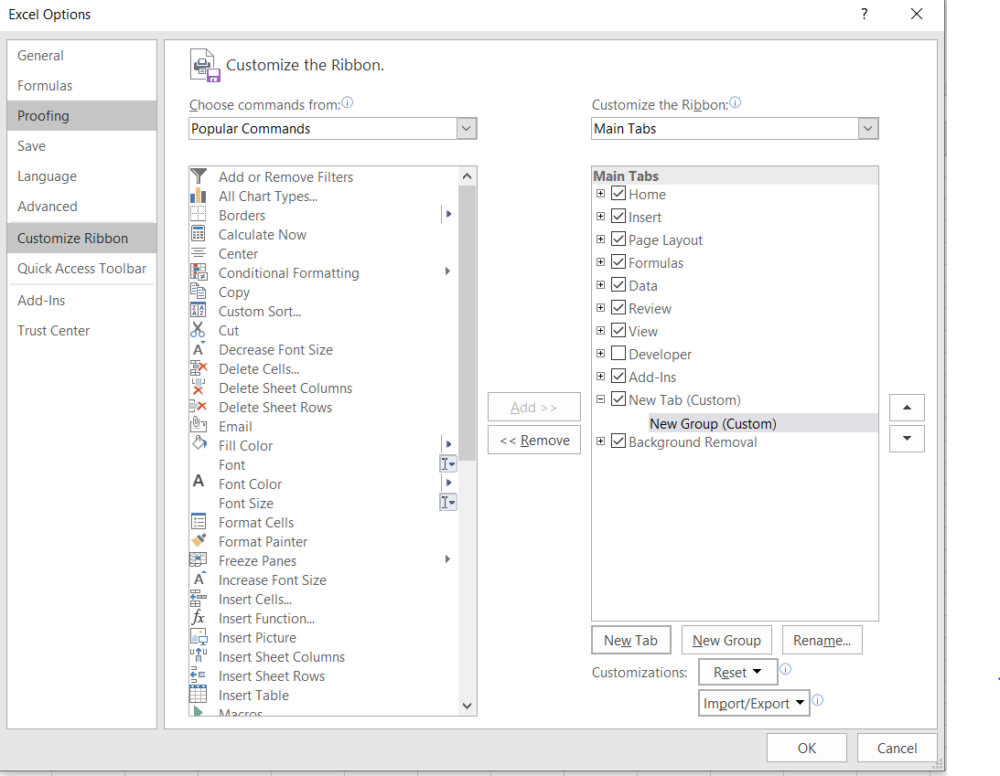 Excel Options
?
General
Formulas
Proofing
Save
Language
Advanced
Customize Ribbon
Quick Access Toolbar
Add-Ins
Trust Center
Customize the Ribbon.
Choose commands from:
Popular Commands
Add or Remove Filters
All Chart Types...
Borders
Calculate Now
Center
Conditional Formatting
Copy
Custom Sort...
Cut
Decrease Font Size
Delete Cells...
Delete Sheet Columns
Delete Sheet Rows
Email
Fill Color
Font
Font Color
Font Size
Format Cells
Format Painter
Freeze Panes
Increase Font Size
Insert Cells...
Insert Function...
Insert Picture
Insert Sheet Columns
Insert Sheet Rows
Insert Table
Macros
Add >>
<< Remove
Customize the Ribbon:
Main Tabs
Main Tabs
Home
Insert
Page Layout
Formulas
Data
Review
View
Developer
Add-Ins
New Tab (Custom)
New Group (Custom)
Background Removal
New Tab
New Group
Rename...
Customizations:
Reset
Import/Export
OK
Cancel